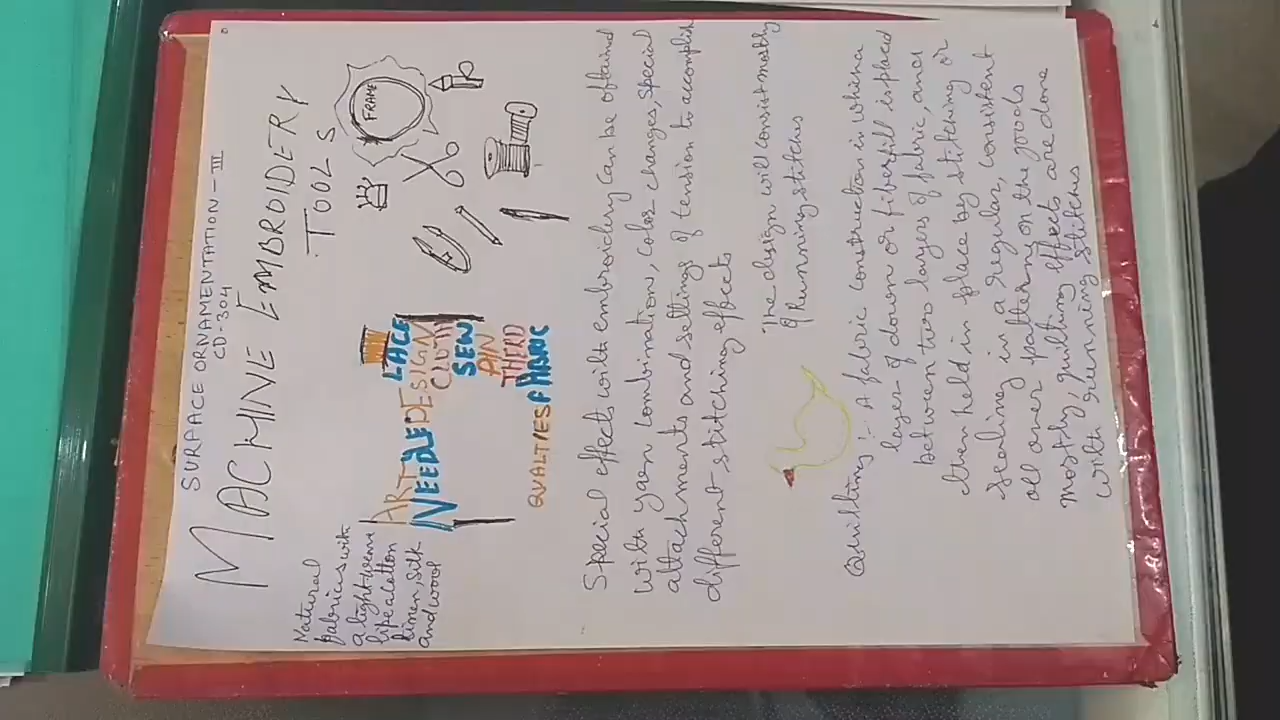 SURPACE ORNAMENTATION - III
CD-304
MACHINE EMBROIDERY
TOOLS
FRAME
Natural
fabrics with
a light weave
like cotton
linen, silk
and wool
LACE
ART DESIGN
NEEDLE CLOTH
SEW
PIN
THERD
QUALTIES FABRIC
Special effects with embroidery can be obtained
with yarn combination, color changes, special
attachments and settings of tension to accomplish
different stitching effects
The design will consist mostly
of running stitches
Quilting :- A fabric construction in which a
layer of down or fiberfill is placed
between two layers of fabric, and
then held in place by stitching or
sealing in a regular, consistent
all over pattern on the goods
Mostly, quilting effects are done
with running stitches